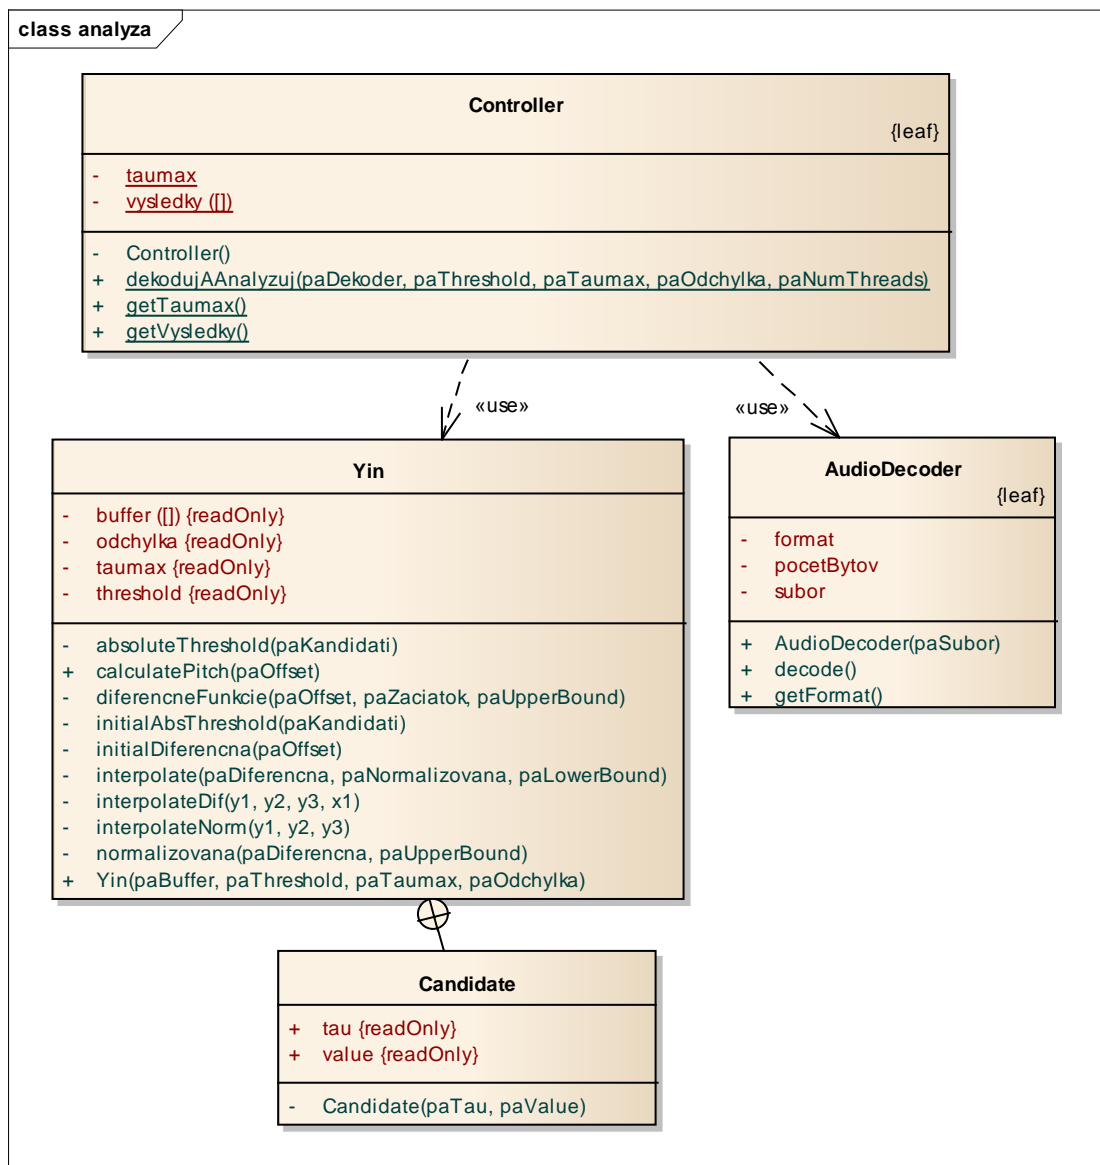 class analyza
Controller
{leaf}
- taumax
- vysledky ([])
- Controller()
+ dekodujAAnalyzuj(paDekoder, paThreshold, paTaumax, paOdchylka, paNumThreads)
+ getTaumax()
+ getVysledky()
«use»
«use»
Yin
- buffer ([]) {readOnly}
- odchylka {readOnly}
- taumax {readOnly}
- threshold {readOnly}
- absoluteThreshold(paKandidati)
+ calculatePitch(paOffset)
- diferencneFunkcie(paOffset, paZaciatok, paUpperBound)
- initialAbsThreshold(paKandidati)
- initialDiferencna(paOffset)
- interpolate(paDiferencna, paNormalizovana, paLowerBound)
- interpolateDif(y1, y2, y3, x1)
- interpolateNorm(y1, y2, y3)
- normalizovana(paDiferencna, paUpperBound)
+ Yin(paBuffer, paThreshold, paTaumax, paOdchylka)
AudioDecoder
{leaf}
- format
- pocetBytov
- subor
+ AudioDecoder(paSubor)
+ decode()
+ getFormat()
Candidate
+ tau {readOnly}
+ value {readOnly}
- Candidate(paTau, paValue)